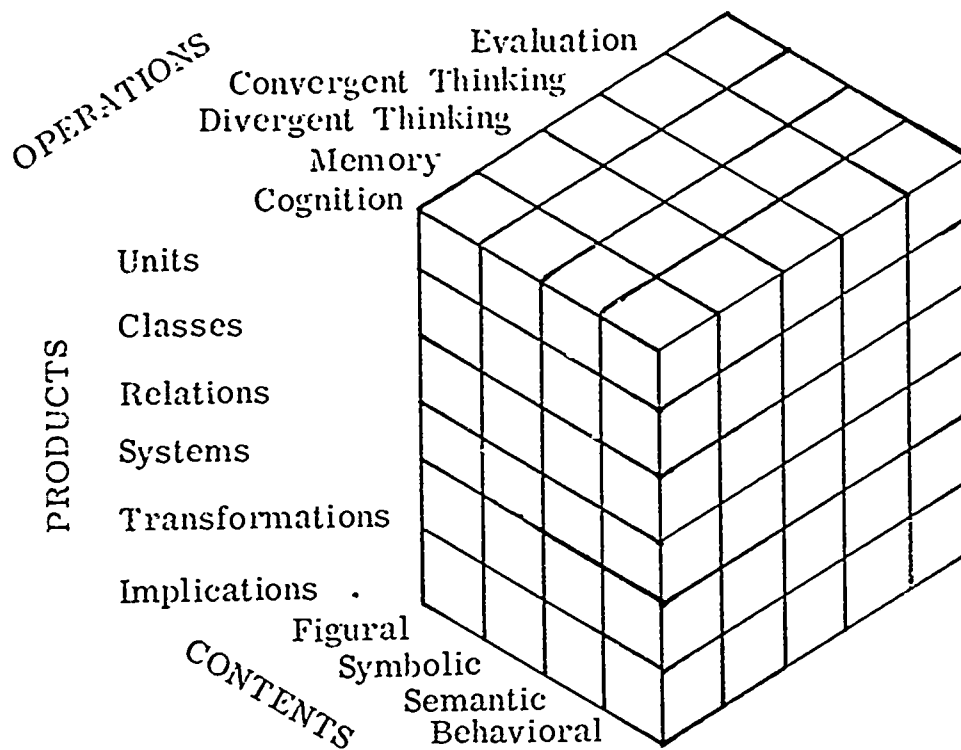 OPERATIONS
Evaluation
Convergent Thinking
Divergent Thinking
Memory
Cognition
PRODUCTS
Units
Classes
Relations
Systems
Transformations
Implications
CONTENTS
Figural
Symbolic
Semantic
Behavioral